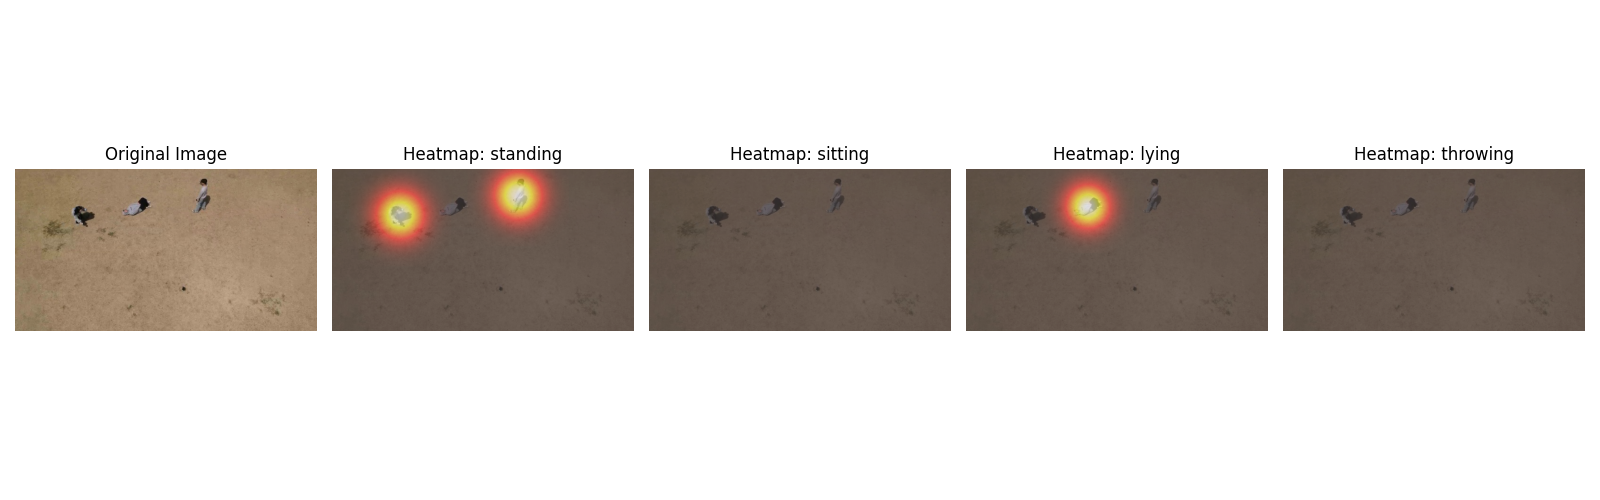 Original Image
Heatmap: standing
Heatmap: sitting
Heatmap: lying
Heatmap: throwing